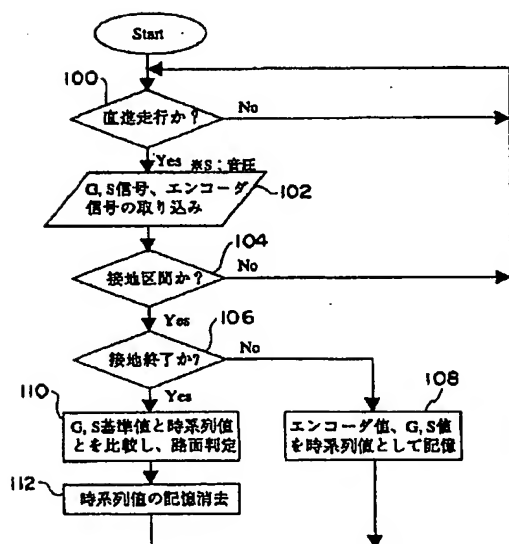 Start
100
直進走行か?
No
Yes
※S;音圧
G, S信号、エンコーダ
信号の取り込み
102
104
接地区間か?
No
Yes
106
接地終了か?
No
Yes
110
G, S基準値と時系列値
とを比較し、路面判定
108
エンコーダ値、G, S値
を時系列値として記憶
112
時系列値の記憶消去